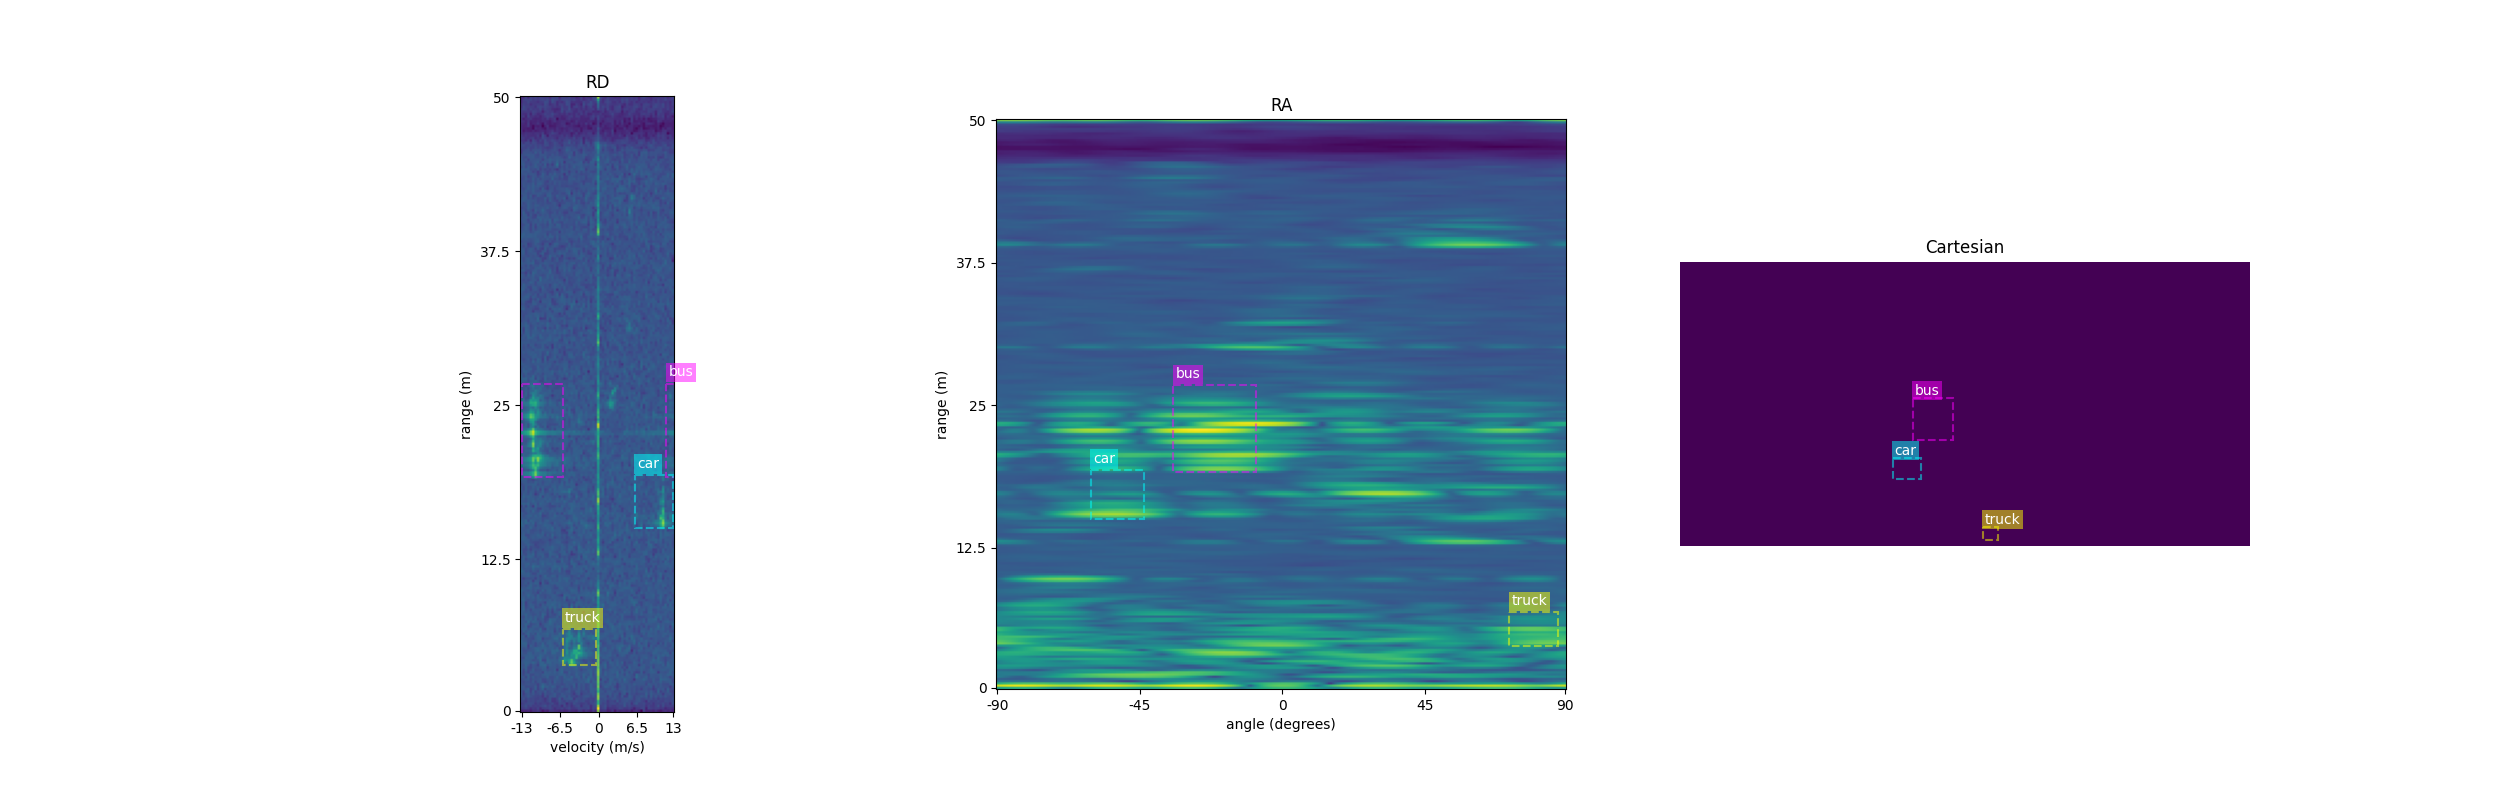 RD
50
37.5
25
12.5
0
range (m)
-13 -6.5 0 6.5 13
velocity (m/s)
bus
car
truck
RA
50
37.5
25
12.5
0
range (m)
-90 -45 0 45 90
angle (degrees)
bus
car
truck
Cartesian
bus
car
truck